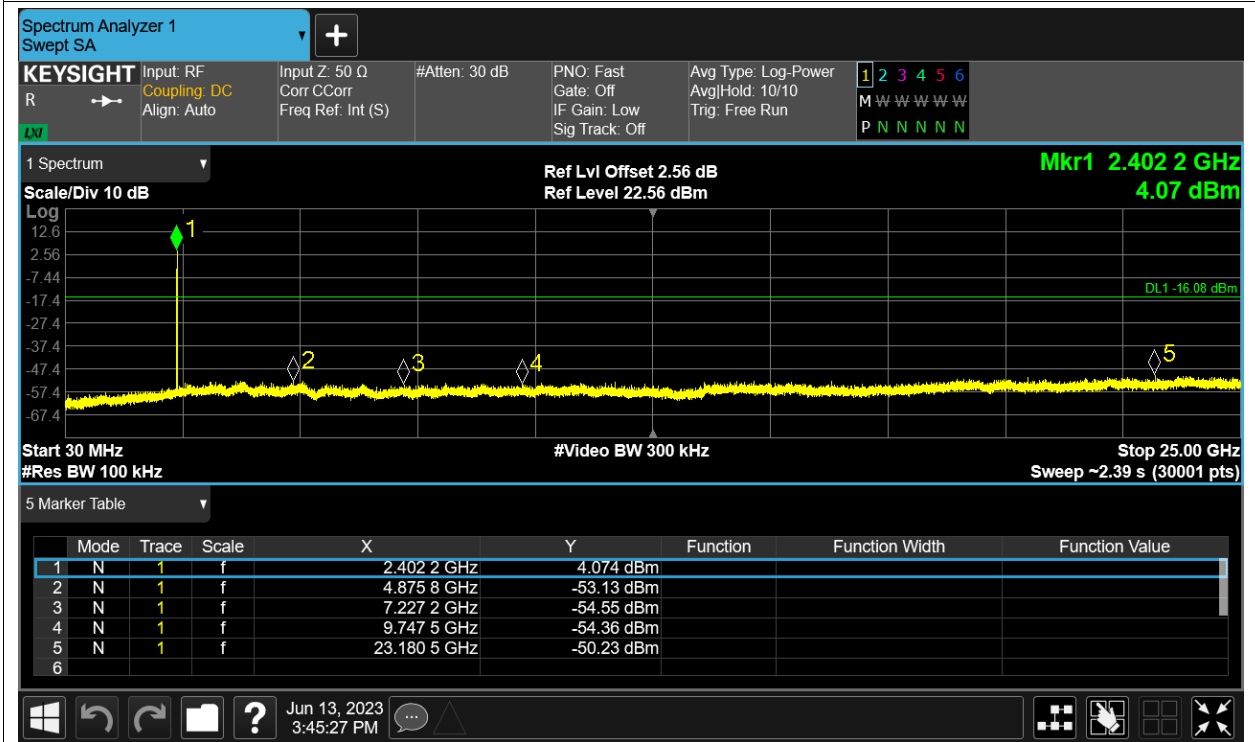 Spectrum Analyzer 1
Swept SA
KEYSIGHT
R
LXI
Input: RF
Coupling: DC
Align: Auto
Input Z: 50 Ω
Corr CCorr
Freq Ref: Int (S)
#Atten: 30 dB
PNO: Fast
Gate: Off
IF Gain: Low
Sig Track: Off
Avg Type: Log-Power
Avg|Hold: 10/10
Trig: Free Run
1 2 3 4 5 6
M W W W W W
P N N N N N
1 Spectrum
Scale/Div 10 dB
Ref Lvl Offset 2.56 dB
Ref Level 22.56 dBm
Mkr1 2.402 2 GHz
4.07 dBm
Log
12.6
2.56
-7.44
-17.4
-27.4
-37.4
-47.4
-57.4
-67.4
1
DL1 -16.08 dBm
2
3
4
5
Start 30 MHz
#Res BW 100 kHz
#Video BW 300 kHz
Stop 25.00 GHz
Sweep ~2.39 s (30001 pts)
5 Marker Table
Mode Trace Scale X Y Function Function Width Function Value
1 N 1 f 2.402 2 GHz 4.074 dBm
2 N 1 f 4.875 8 GHz -53.13 dBm
3 N 1 f 7.227 2 GHz -54.55 dBm
4 N 1 f 9.747 5 GHz -54.36 dBm
5 N 1 f 23.180 5 GHz -50.23 dBm
6
?
Jun 13, 2023
3:45:27 PM